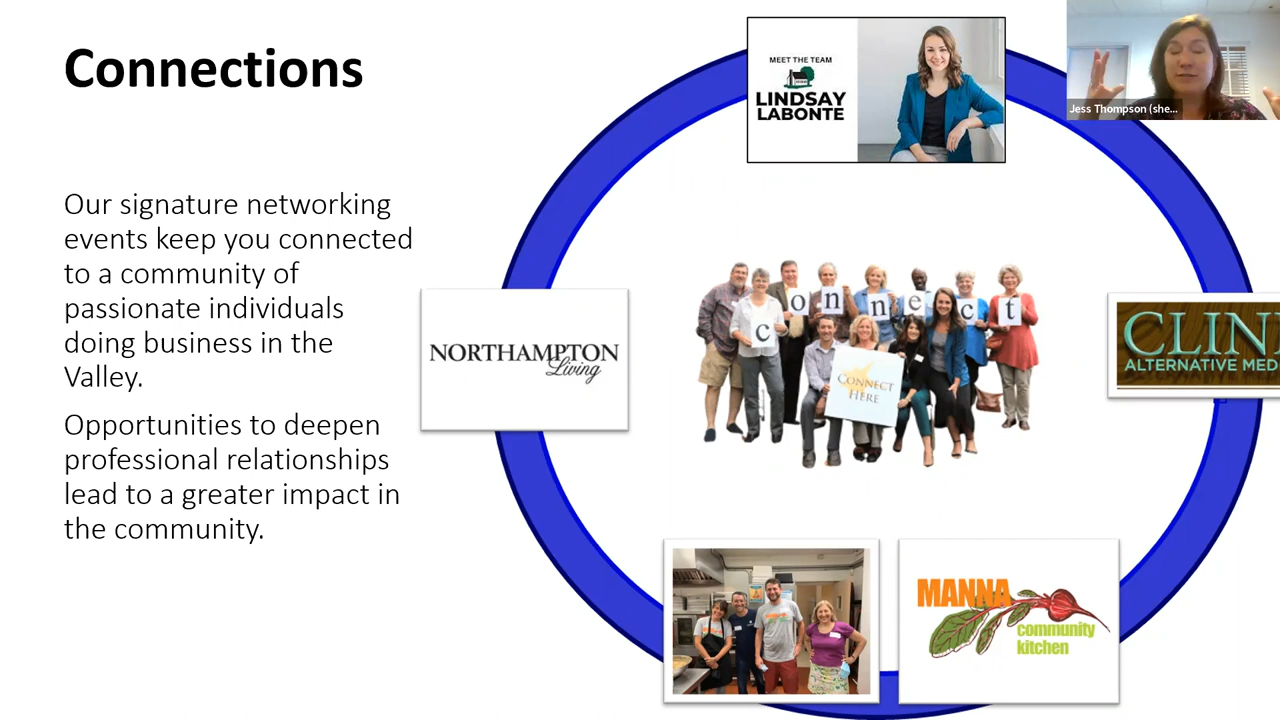 Connections
Our signature networking
events keep you connected
to a community of
passionate individuals
doing business in the
Valley.
Opportunities to deepen
professional relationships
lead to a greater impact in
the community.
MEET THE TEAM
LINDSAY
LABONTE
Jess Thompson (she...
NORTHAMPTON
Living
connect
CONNECT
HERE
CLINI
ALTERNATIVE MED
MANNA
community
kitchen